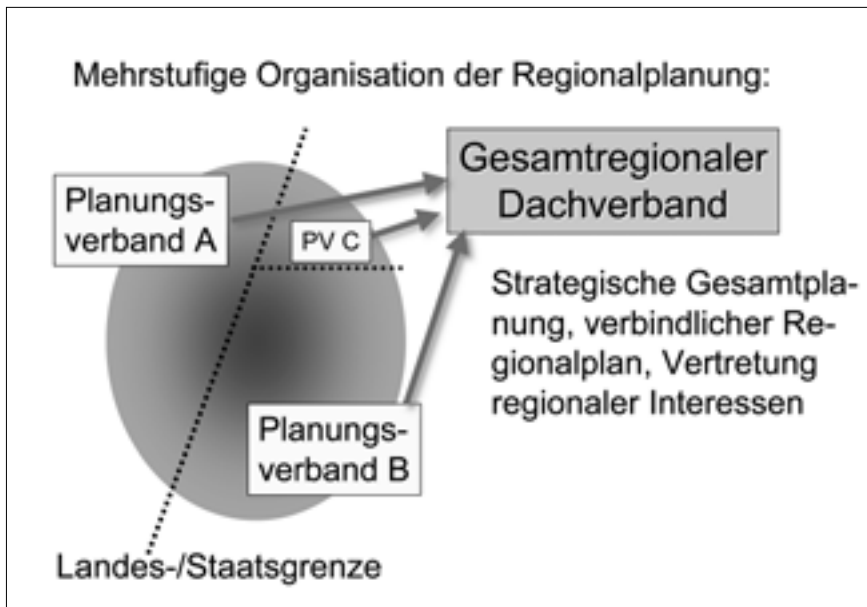 Mehrstufige Organisation der Regionalplanung:
Gesamtregionaler
Dachverband
Planungs-
verband A
PV C
Strategische Gesamtpla-
nung, verbindlicher Re-
gionalplan, Vertretung
regionaler Interessen
Planungs-
verband B
Landes-/Staatsgrenze